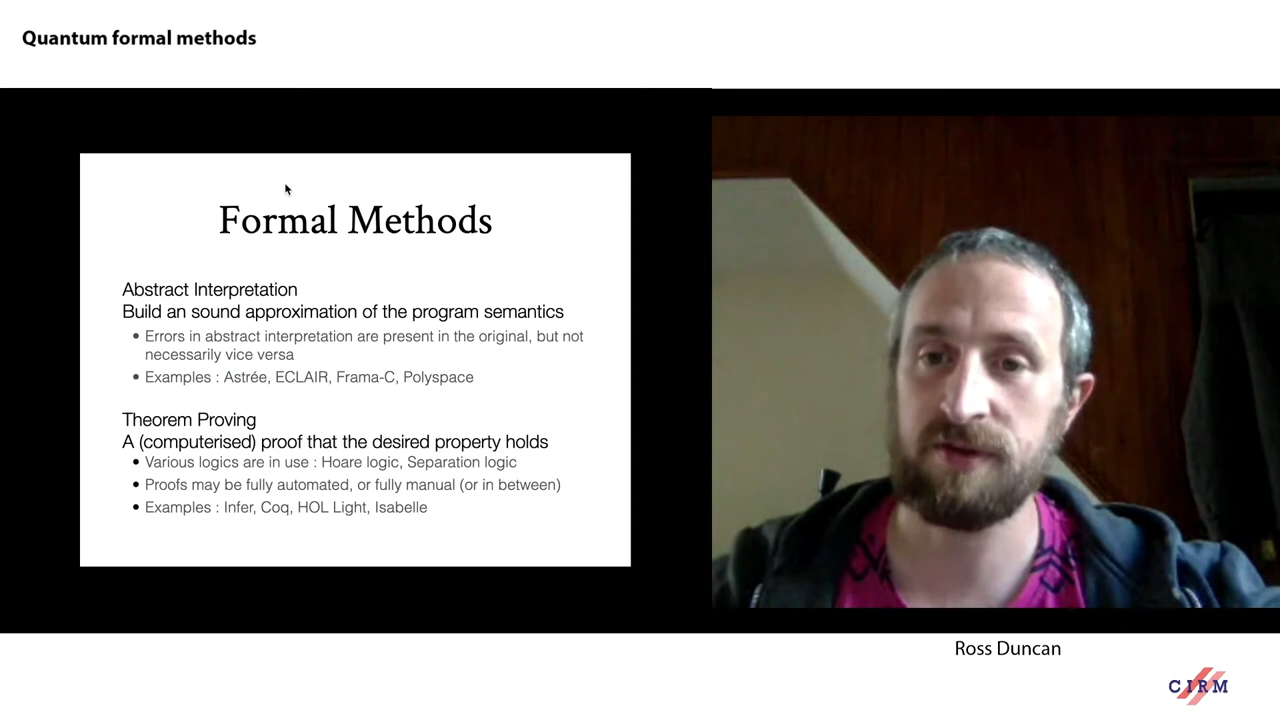 Quantum formal methods
Formal Methods
Abstract Interpretation
Build an sound approximation of the program semantics
• Errors in abstract interpretation are present in the original, but not
necessarily vice versa
• Examples : Astrée, ECLAIR, Frama-C, Polyspace
Theorem Proving
A (computerised) proof that the desired property holds
• Various logics are in use : Hoare logic, Separation logic
• Proofs may be fully automated, or fully manual (or in between)
• Examples : Infer, Coq, HOL Light, Isabelle
Ross Duncan
CIRM